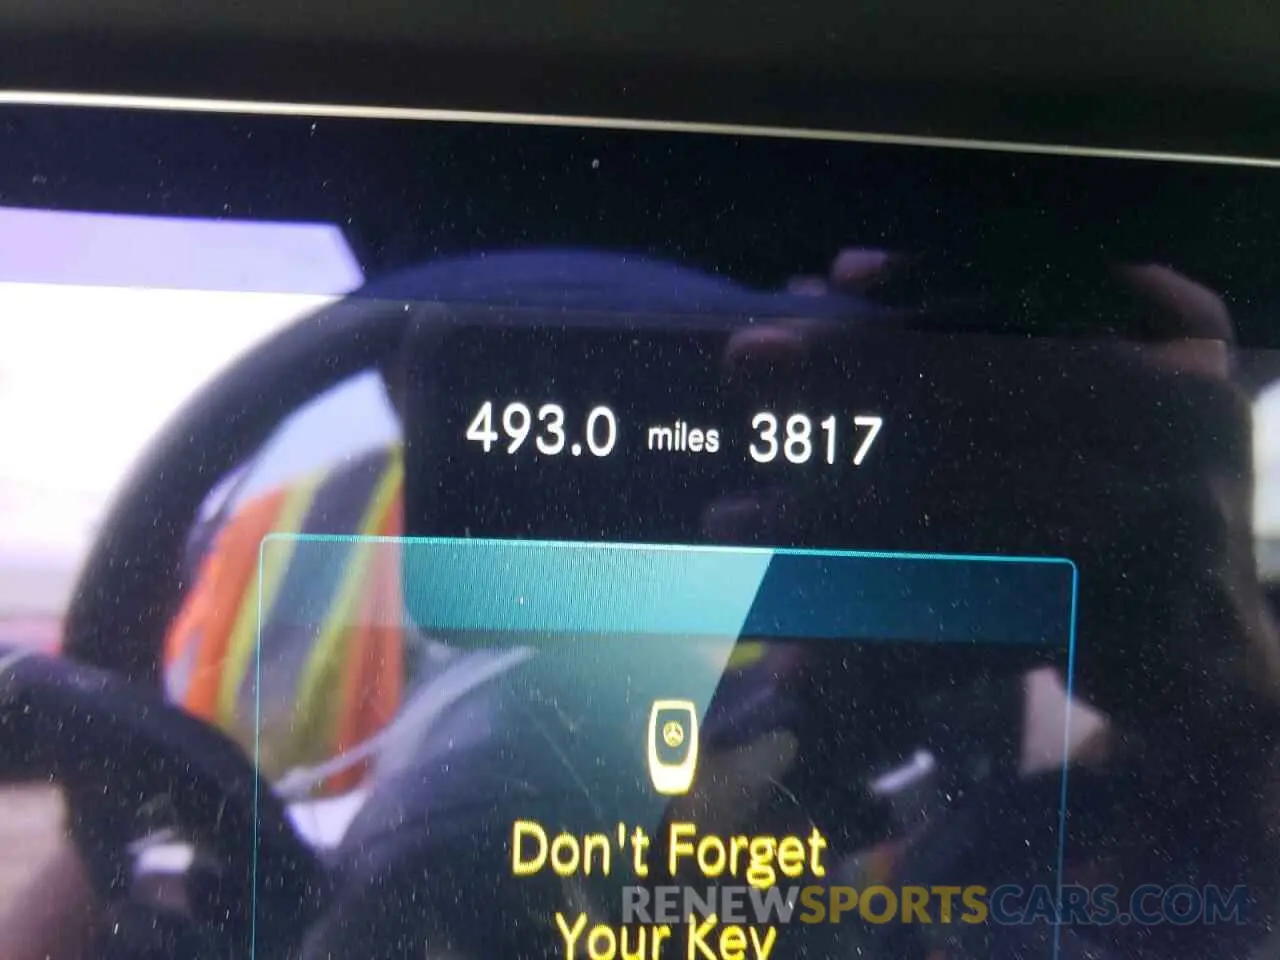 493.0 miles 3817
Don't Forget
Your Key
RENEWSPORTSCARS.COM